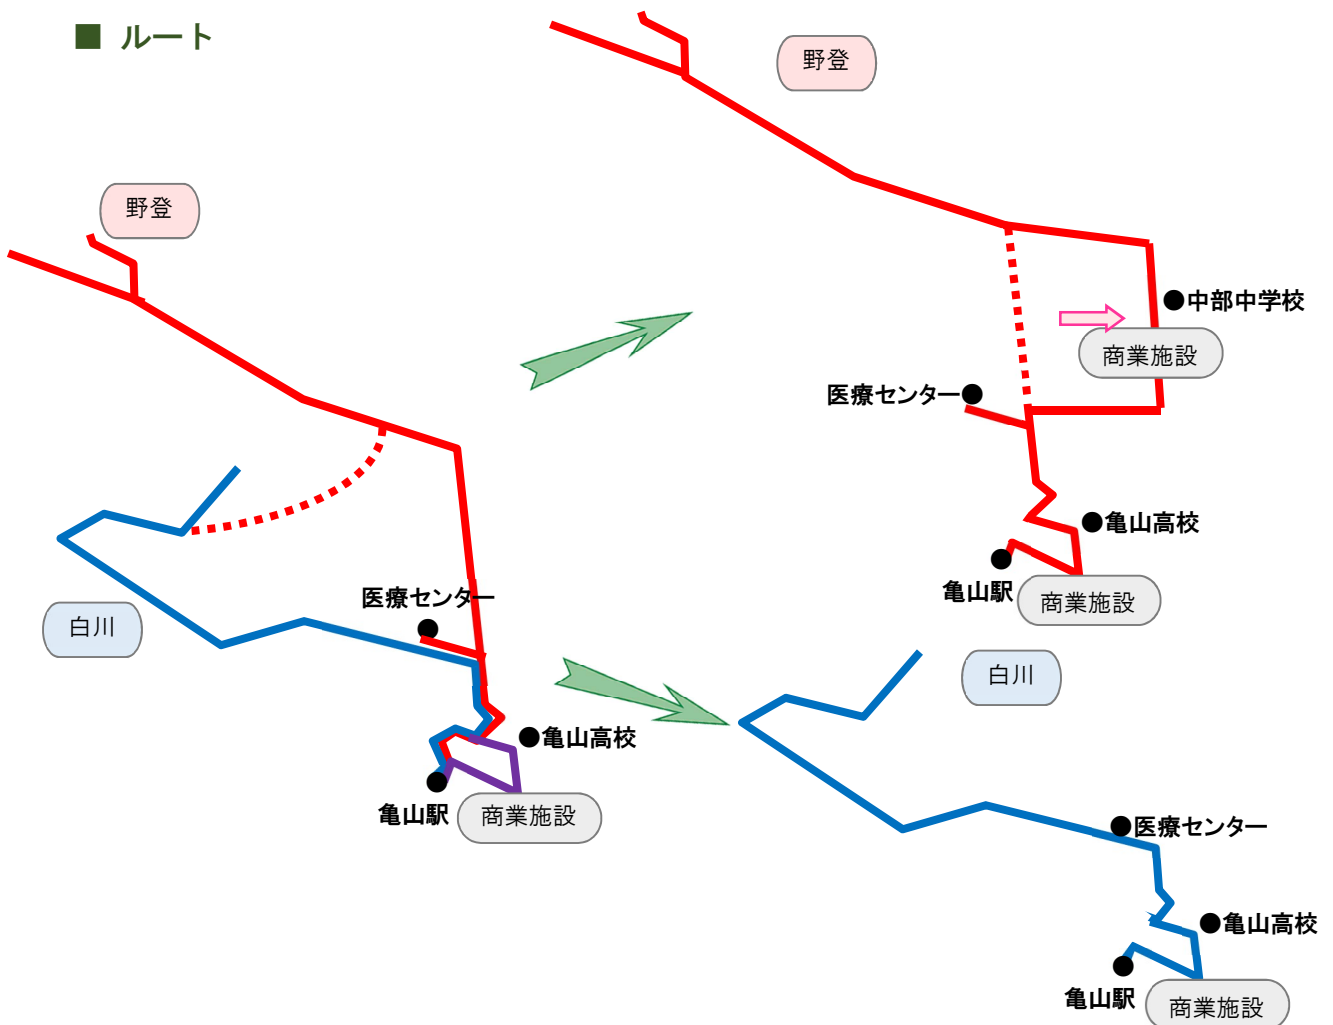 ■ ルート
野登
野登
中部中学校
商業施設
医療センター
亀山高校
亀山駅
商業施設
医療センター
白川
白川
亀山高校
亀山駅
商業施設
医療センター
亀山高校
亀山駅
商業施設